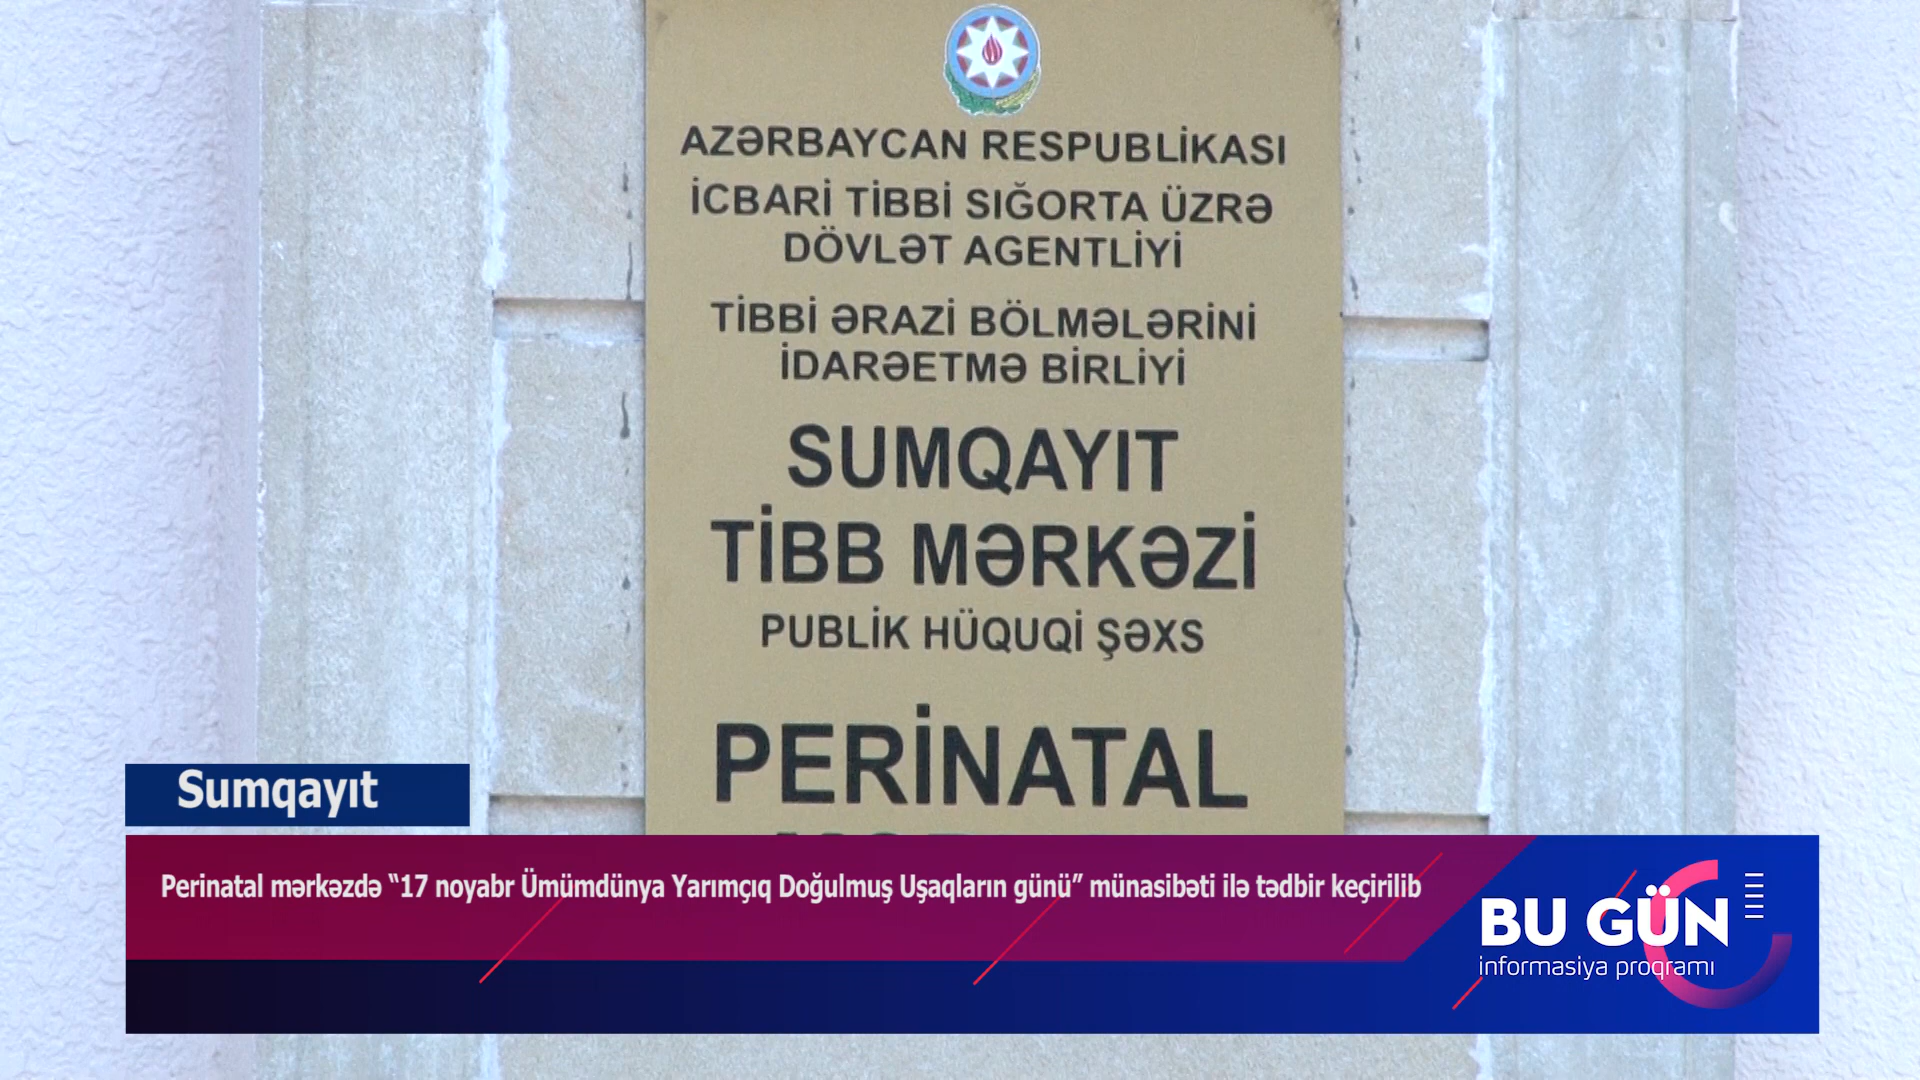 AZƏRBAYCAN RESPUBLİKASI
İCBARİ TİBBİ SIĞORTA ÜZRƏ
DÖVLƏT AGENTLİYİ
TİBBİ ƏRAZİ BÖLMƏLƏRİNİ
İDARƏETMƏ BİRLİYİ
SUMQAYIT
TİBB MƏRKƏZİ
PUBLİK HÜQUQİ ŞƏXS
PERİNATAL
Sumqayıt
Perinatal mərkəzdə “17 noyabr Ümümdünya Yarımçıq Doğulmuş Uşaqların günü” münasibəti ilə tədbir keçirilib
BU GÜN
informasiya proqramı